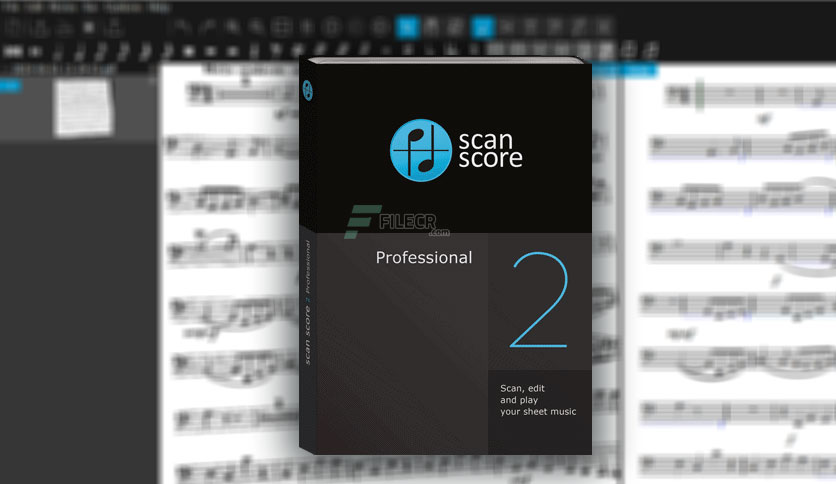 scan
score
FILECR
.com
Professional
2
Scan, edit
and play
your sheet music
scan score 2 Professional